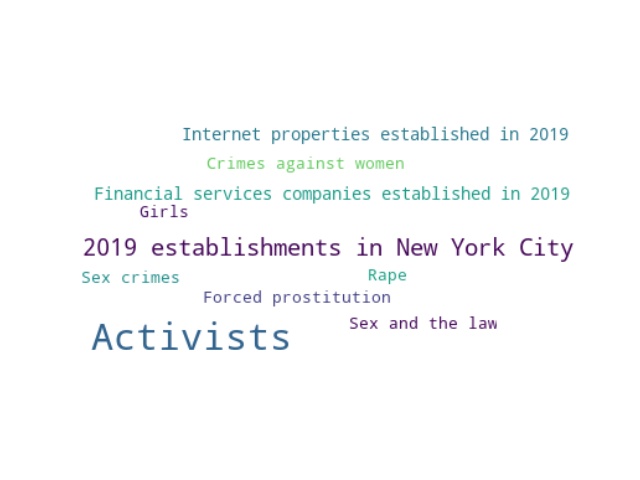 Internet properties established in 2019
Crimes against women
Financial services companies established in 2019
Girls
2019 establishments in New York City
Sex crimes
Rape
Forced prostitution
Sex and the law
Activists